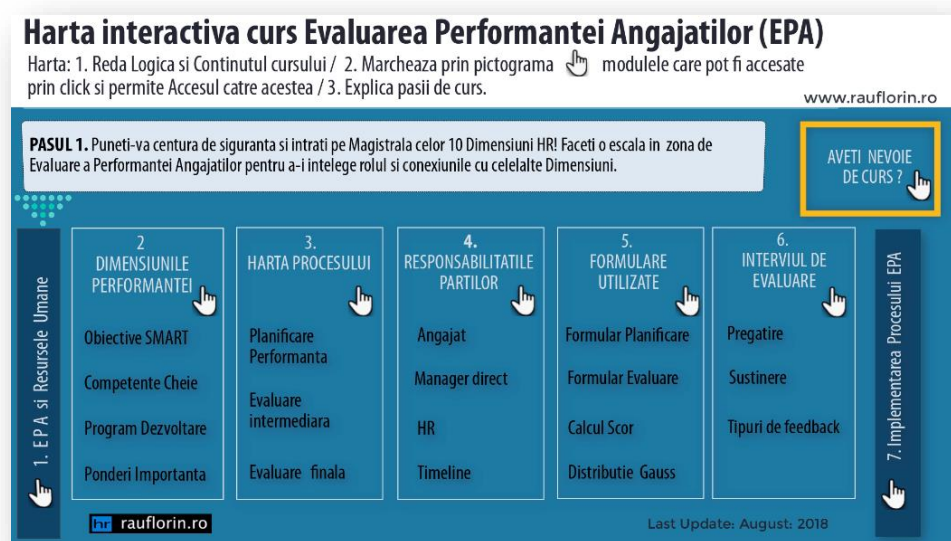 Harta interactiva curs Evaluarea Performantei Angajatilor (EPA)
Harta: 1. Reda Logica si Continutul cursului / 2. Marcheaza prin pictograma modulele care pot fi accesate
prin click si permite Accesul catre acestea / 3. Explica pasii de curs.
www.rauflorin.ro
PASUL 1. Puneti-va centura de siguranta si intrati pe Magistrala celor 10 Dimensiuni HR! Faceti o escala in zona de
Evaluare a Performantei Angajatilor pentru a-i intelege rolul si conexiunile cu celelalte Dimensiuni.
AVETI NEVOIE
DE CURS ?
1. E P A si Resursele Umane
2
DIMENSIUNILE
PERFORMANTEI
Obiective SMART
Competente Cheie
Program Dezvoltare
Ponderi Importanta
3.
HARTA PROCESULUI
Planificare
Performanta
Evaluare
intermediara
Evaluare finala
4.
RESPONSABILITATILE
PARTILOR
Angajat
Manager direct
HR
Timeline
5.
FORMULARE
UTILIZATE
Formular Planificare
Formular Evaluare
Calcul Scor
Distributie Gauss
6.
INTERVIUL DE
EVALUARE
Pregatire
Sustinere
Tipuri de feedback
7. Implementarea Procesului EPA
hr rauflorin.ro
Last Update: August: 2018